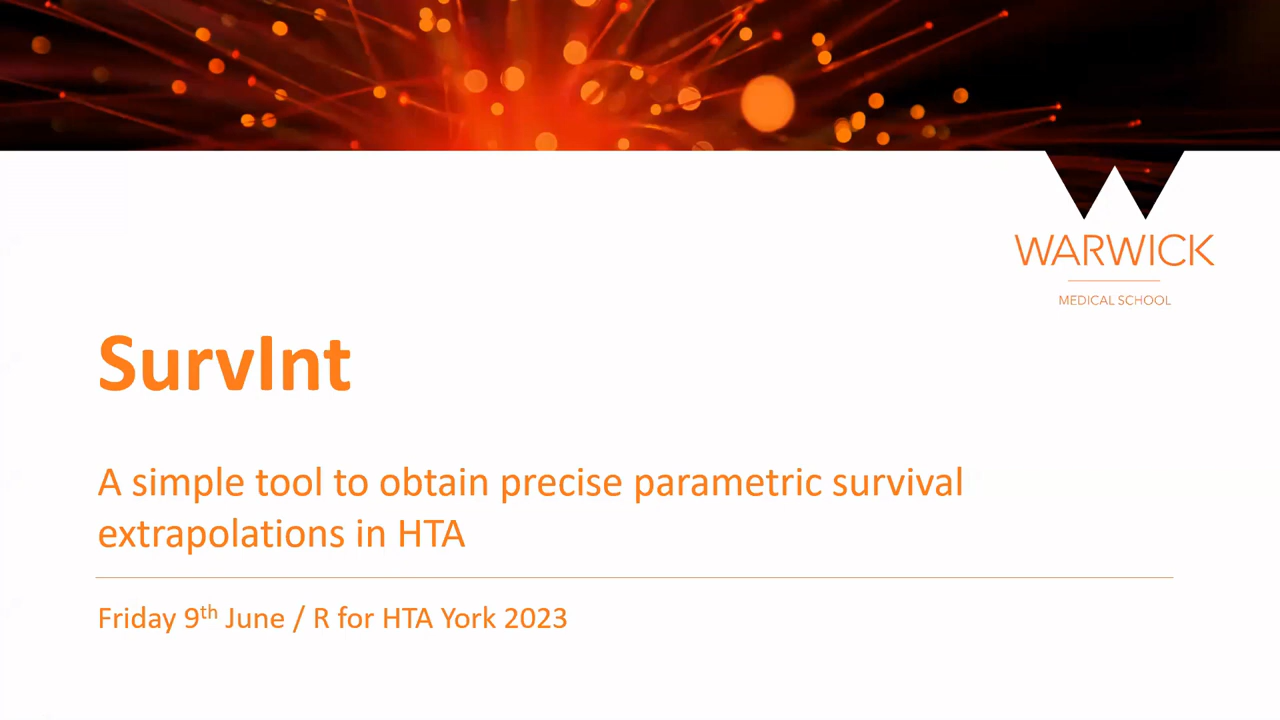 WARWICK
MEDICAL SCHOOL
SurvInt
A simple tool to obtain precise parametric survival
extrapolations in HTA
Friday 9th June / R for HTA York 2023